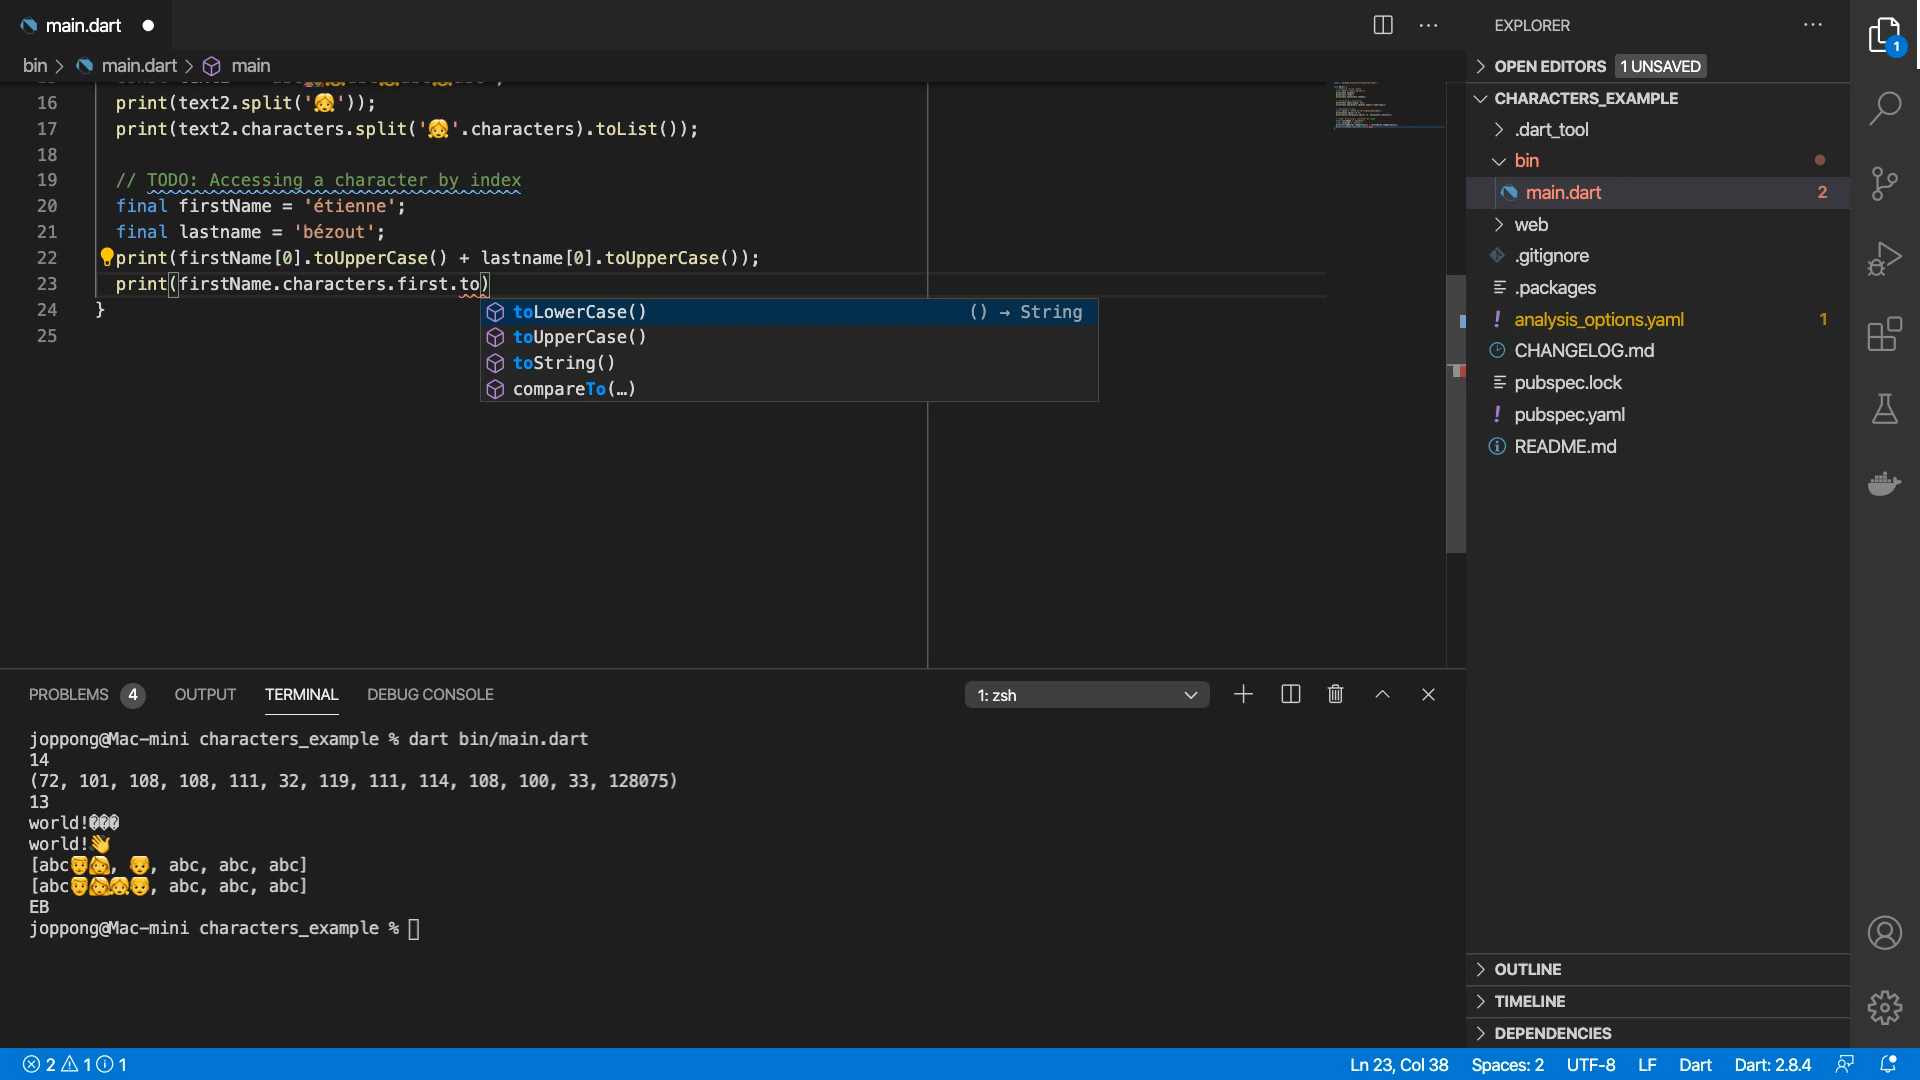 main.dart
bin > main.dart > main
16 print(text2.split('👧'));
17 print(text2.characters.split('👧'.characters).toList());
18
19 // TODO: Accessing a character by index
20 final firstName = 'étienne';
21 final lastname = 'bézout';
22 print(firstName[0].toUpperCase() + lastname[0].toUpperCase());
23 print(firstName.characters.first.to)
24 }
25
toLowerCase() () → String
toUpperCase()
toString()
compareTo(…)
PROBLEMS 4 OUTPUT TERMINAL DEBUG CONSOLE 1: zsh
joppong@Mac-mini characters_example % dart bin/main.dart
14
(72, 101, 108, 108, 111, 32, 119, 111, 114, 108, 100, 33, 128075)
13
world!���
world!👋
[abc👨👩, 👦, abc, abc, abc]
[abc👨👩👧👦, abc, abc, abc]
EB
joppong@Mac-mini characters_example %
EXPLORER
OPEN EDITORS 1 UNSAVED
CHARACTERS_EXAMPLE
.dart_tool
bin
main.dart 2
web
.gitignore
.packages
analysis_options.yaml 1
CHANGELOG.md
pubspec.lock
pubspec.yaml
README.md
OUTLINE
TIMELINE
DEPENDENCIES
1
2 1 1 Ln 23, Col 38 Spaces: 2 UTF-8 LF Dart Dart: 2.8.4